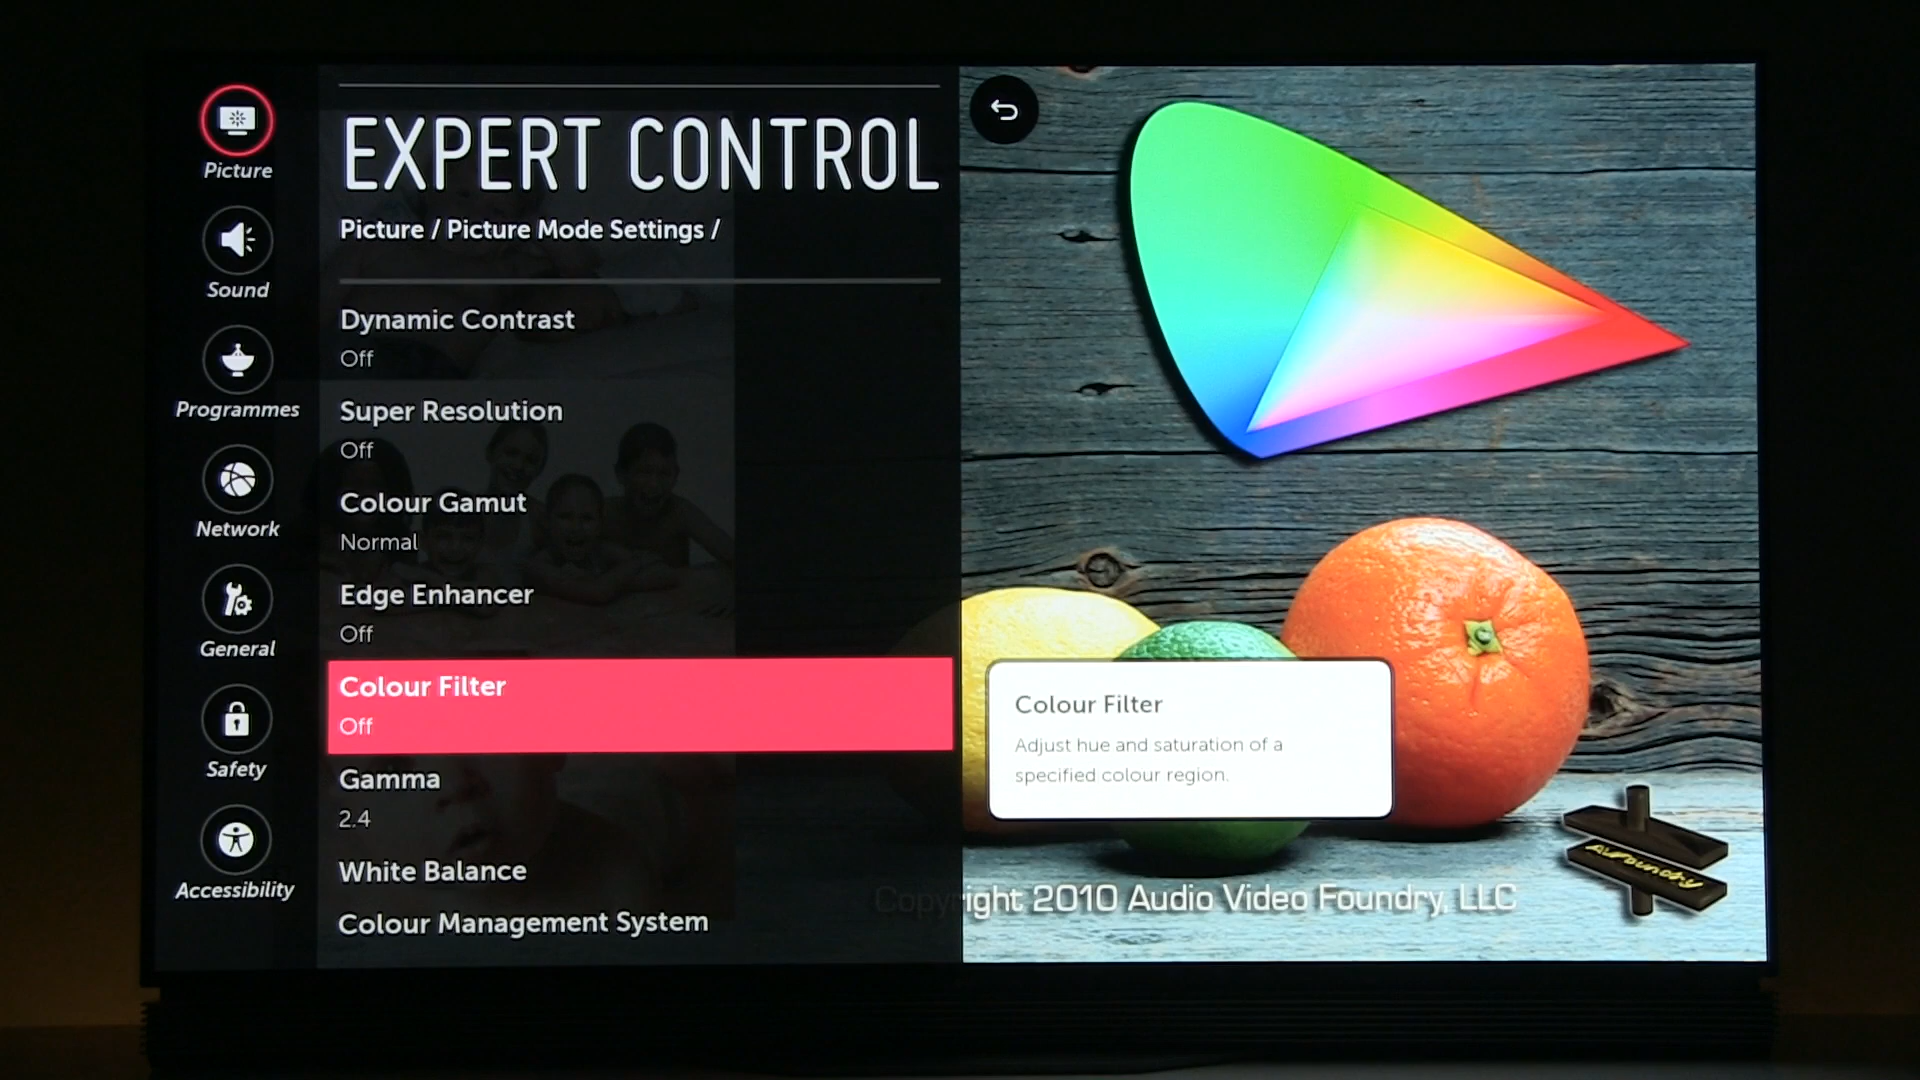 EXPERT CONTROL
Picture / Picture Mode Settings /
Picture
Sound
Programmes
Network
General
Safety
Accessibility
Dynamic Contrast
Off
Super Resolution
Off
Colour Gamut
Normal
Edge Enhancer
Off
Colour Filter
Off
Gamma
2.4
White Balance
Colour Management System
Colour Filter
Adjust hue and saturation of a
specified colour region.
AVFoundry
Copyright 2010 Audio Video Foundry, LLC